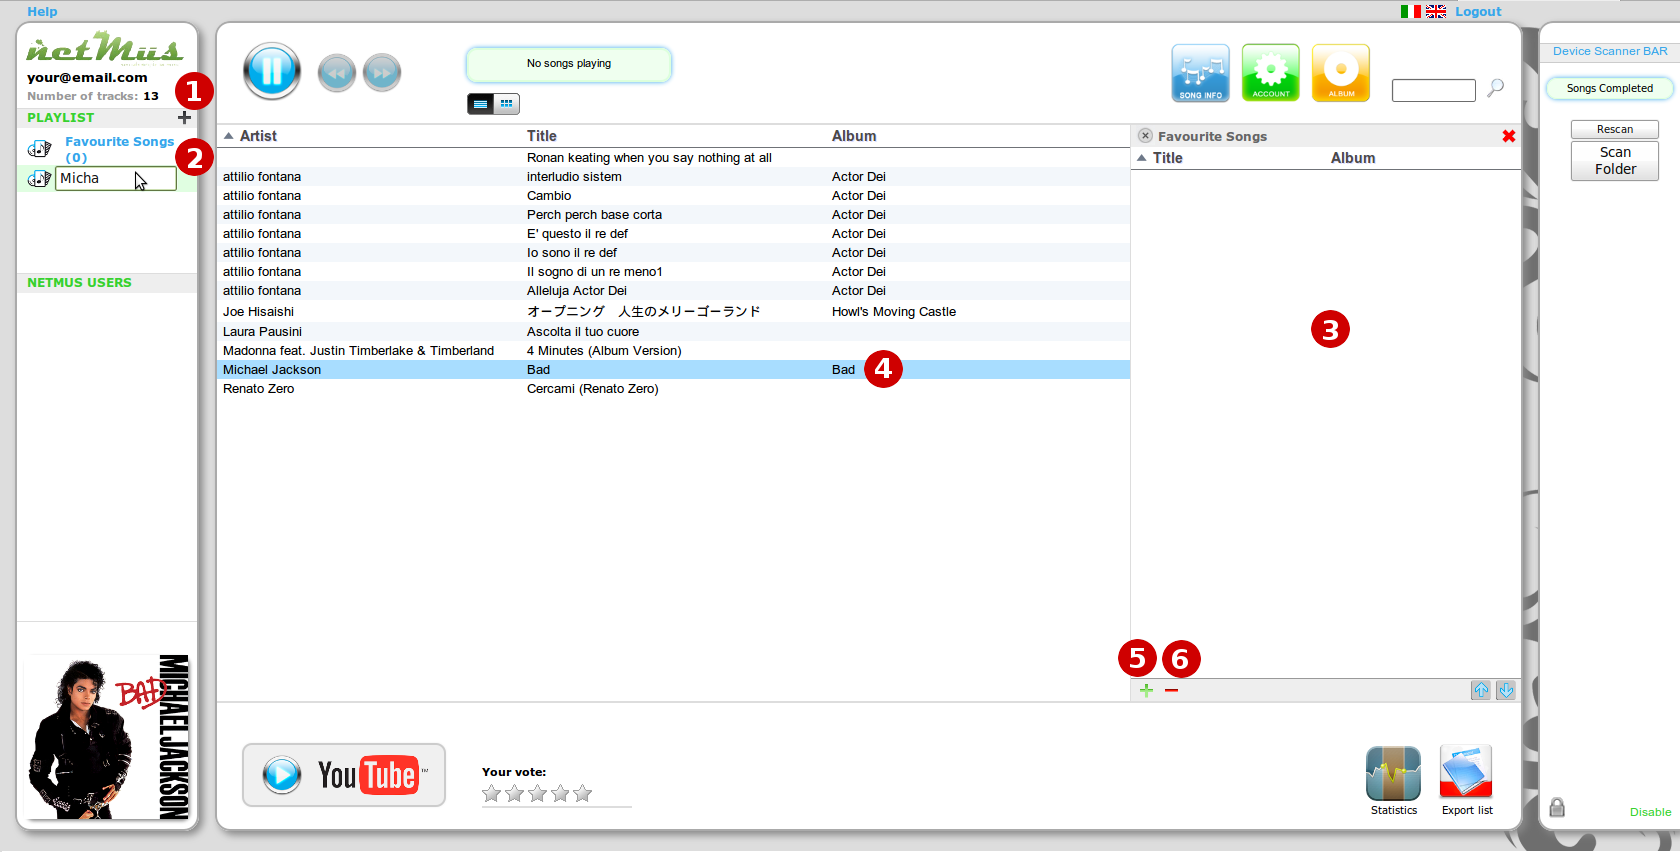 Help
Logout
netMus
your@email.com
Number of tracks: 13
1
PLAYLIST
Favourite Songs
(0)
2
Micha
NETMUS USERS
BAD
MICHAEL JACKSON
No songs playing
SONG INFO
ACCOUNT
ALBUM
Artist Title Album
Ronan keating when you say nothing at all
attilio fontana interludio sistem Actor Dei
attilio fontana Cambio Actor Dei
attilio fontana Perch perch base corta Actor Dei
attilio fontana E' questo il re def Actor Dei
attilio fontana Io sono il re def Actor Dei
attilio fontana Il sogno di un re meno1 Actor Dei
attilio fontana Alleluja Actor Dei Actor Dei
Joe Hisaishi オープニング　人生のメリーゴーランド Howl's Moving Castle
Laura Pausini Ascolta il tuo cuore
Madonna feat. Justin Timberlake & Timberland 4 Minutes (Album Version)
Michael Jackson Bad Bad 4
Renato Zero Cercami (Renato Zero)
Favourite Songs
Title Album
3
5 6
YouTube™
Your vote:
Statistics
Export list
Device Scanner BAR
Songs Completed
Rescan
Scan
Folder
Disable